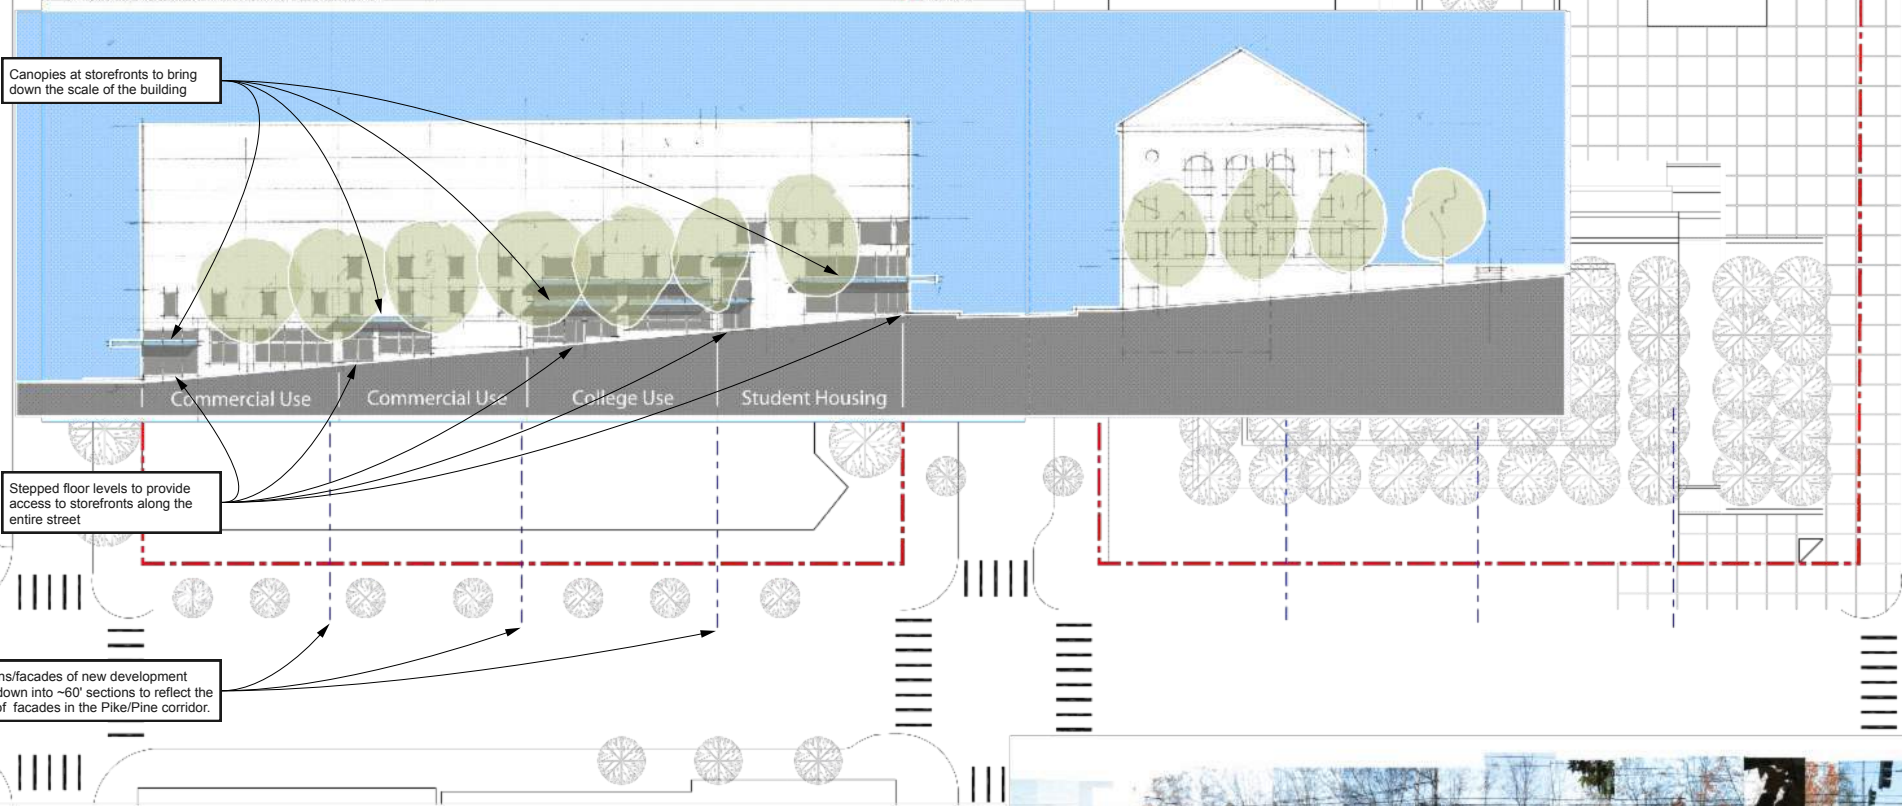 Canopies at storefronts to bring
down the scale of the building
Commercial Use
Commercial Use
College Use
Student Housing
Stepped floor levels to provide
access to storefronts along the
entire street
ns/facades of new development
down into ~60' sections to reflect the
of facades in the Pike/Pine corridor.